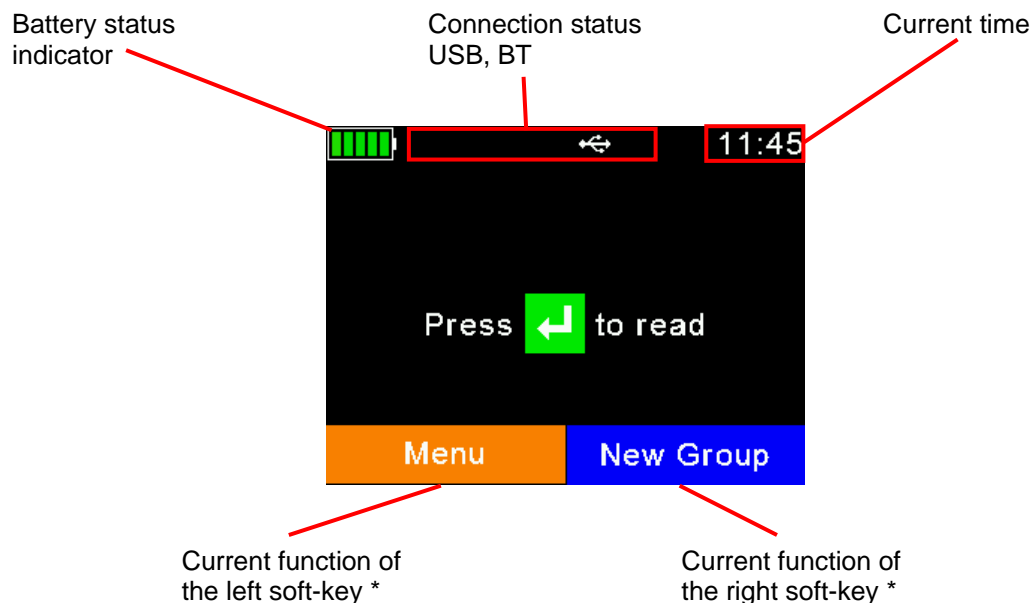 Battery status
indicator
Connection status
USB, BT
Current time
11:45
Press to read
Menu
New Group
Current function of
the left soft-key *
Current function of
the right soft-key *